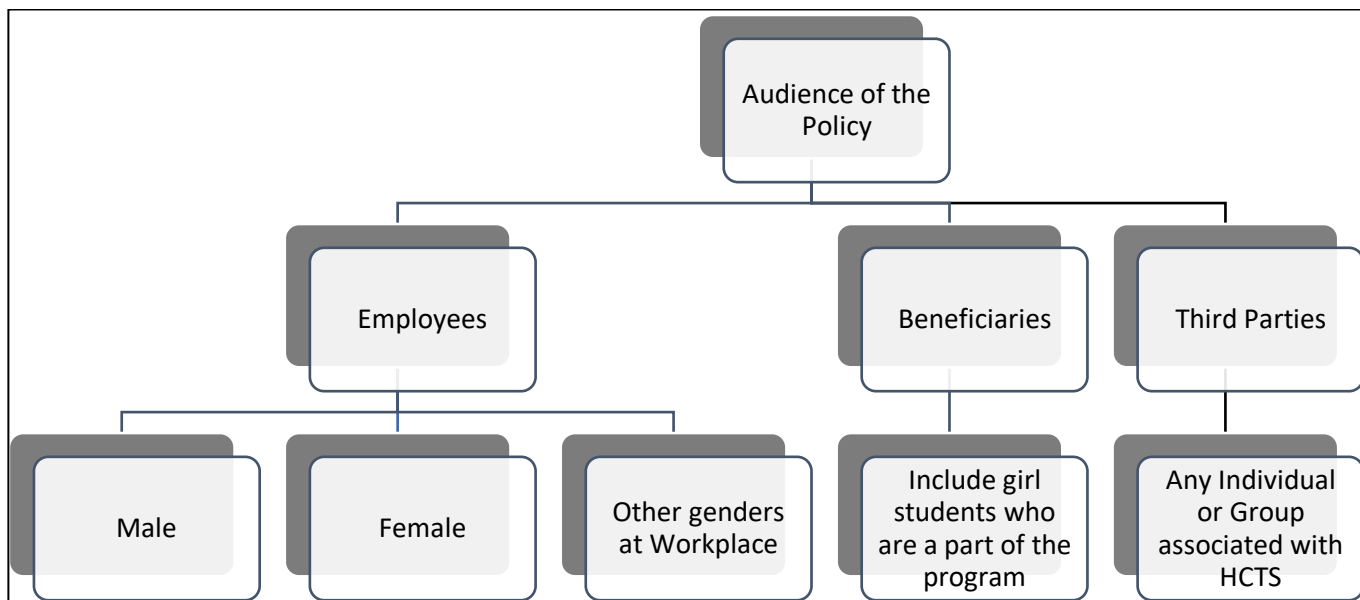 Audience of the
Policy
Employees
Beneficiaries
Third Parties
Male
Female
Other genders
at Workplace
Include girl
students who
are a part of the
program
Any Individual
or Group
associated with
HCTS